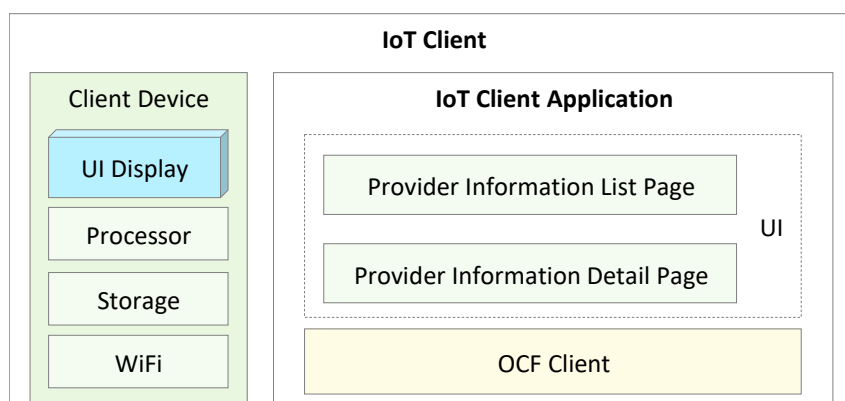 IoT Client
Client Device
UI Display
Processor
Storage
WiFi
IoT Client Application
Provider Information List Page
Provider Information Detail Page
UI
OCF Client